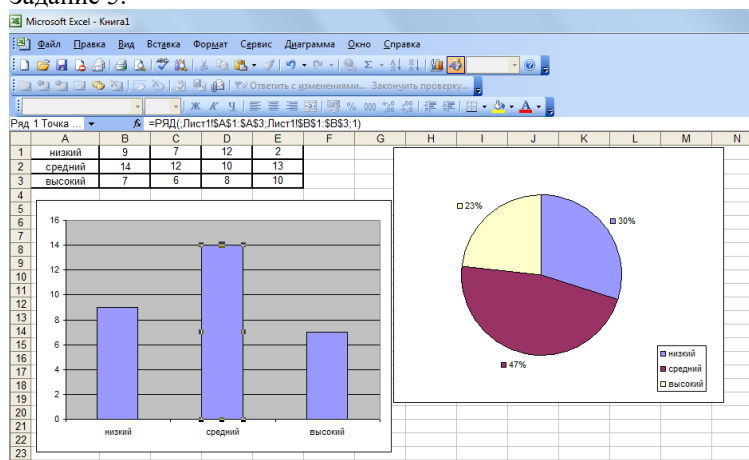 Задание 5.
Microsoft Excel - Книга1
Файл Правка Вид Вставка Формат Сервис Диаграмма Окно Справка
Ответить с изменениями... Закончить проверку...
Ж К Ч % 000
Ряд 1 Точка ... fx =РЯД(;Лист1!$A$1:$A$3;Лист1!$B$1:$B$3;1)
A B C D E F G H I J K L M N
1 низкий 9 7 12 2
2 средний 14 12 10 13
3 высокий 7 6 8 10
4
5
6
7
8
9
10
11
12
13
14
15
16
17
18
19
20
21
22
23
16
14
12
10
8
6
4
2
0
низкий средний высокий
23%
30%
47%
низкий
средний
высокий